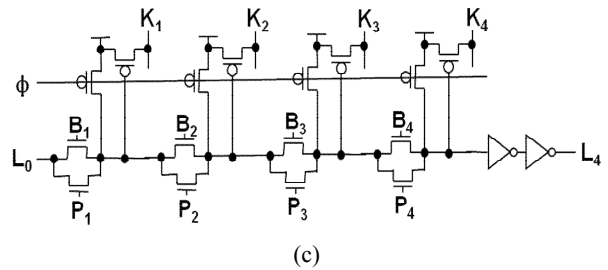 K1 K2 K3 K4
ϕ
B1 B2 B3 B4
L0 L4
P1 P2 P3 P4
(c)